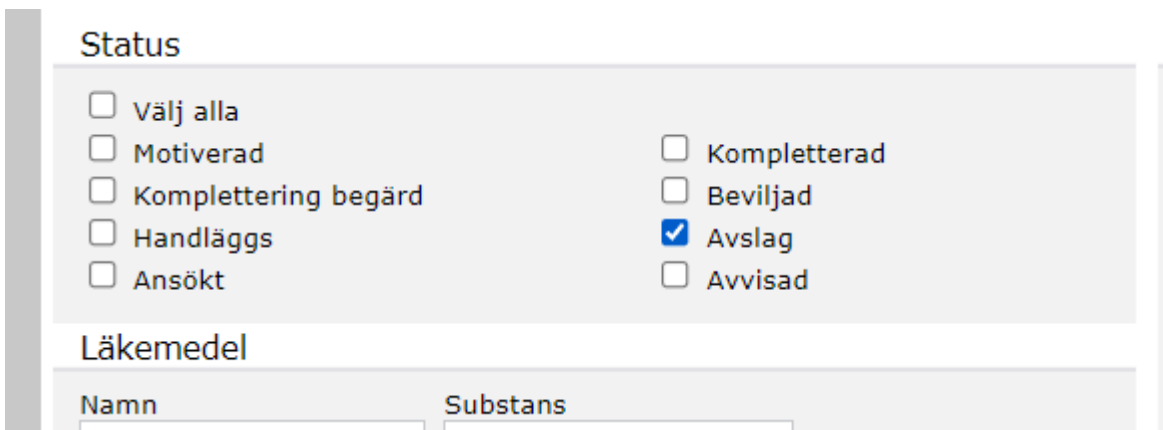 Status
Välj alla
Motiverad
Kompletterad
Komplettering begärd
Beviljad
Handläggs
Avslag
Ansökt
Avvisad
Läkemedel
Namn
Substans